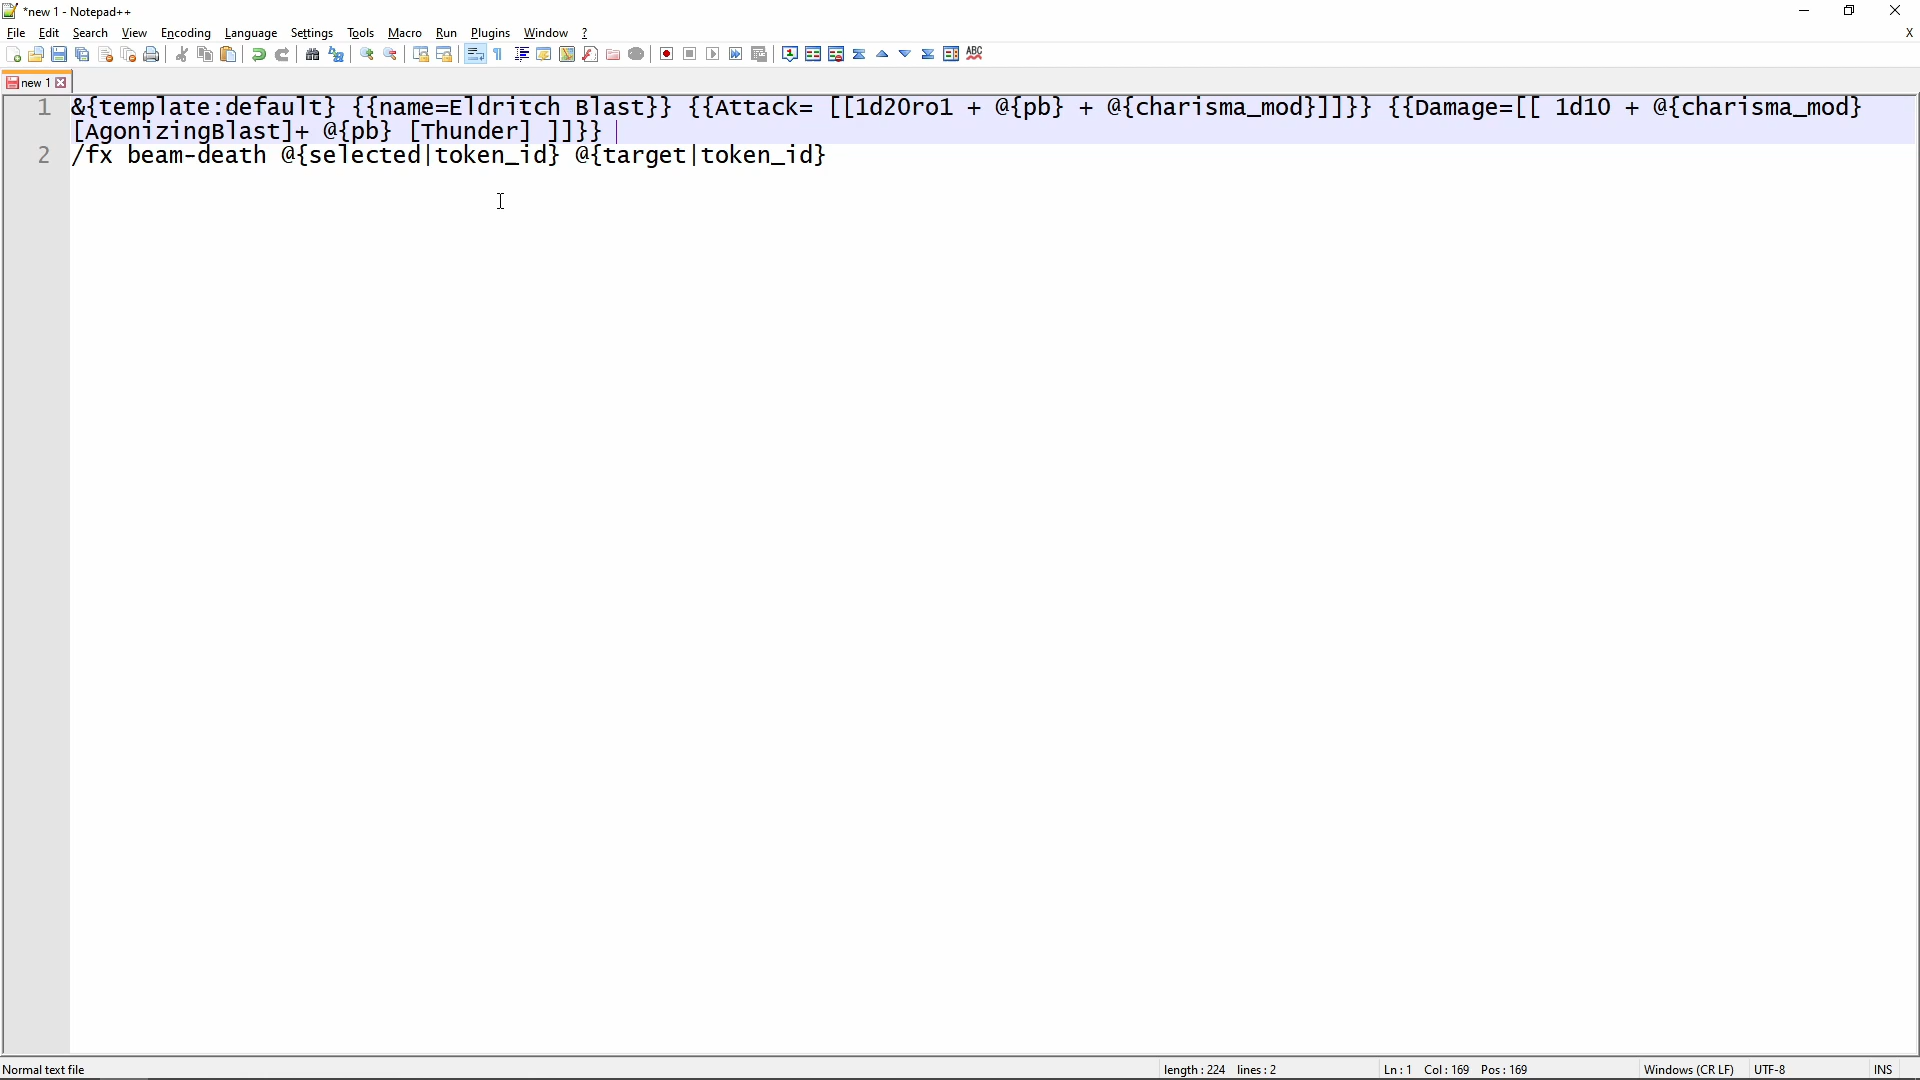 *new 1 - Notepad++
File Edit Search View Encoding Language Settings Tools Macro Run Plugins Window ? X
new 1
1 &{template:default} {{name=Eldritch Blast}} {{Attack= [[1d20ro1 + @{pb} + @{charisma_mod}]]}} {{Damage=[[ 1d10 + @{charisma_mod}
[AgonizingBlast]+ @{pb} [Thunder] ]]}}
2 /fx beam-death @{selected|token_id} @{target|token_id}
Normal text file length : 224 lines : 2 Ln : 1 Col : 169 Pos : 169 Windows (CR LF) UTF-8 INS